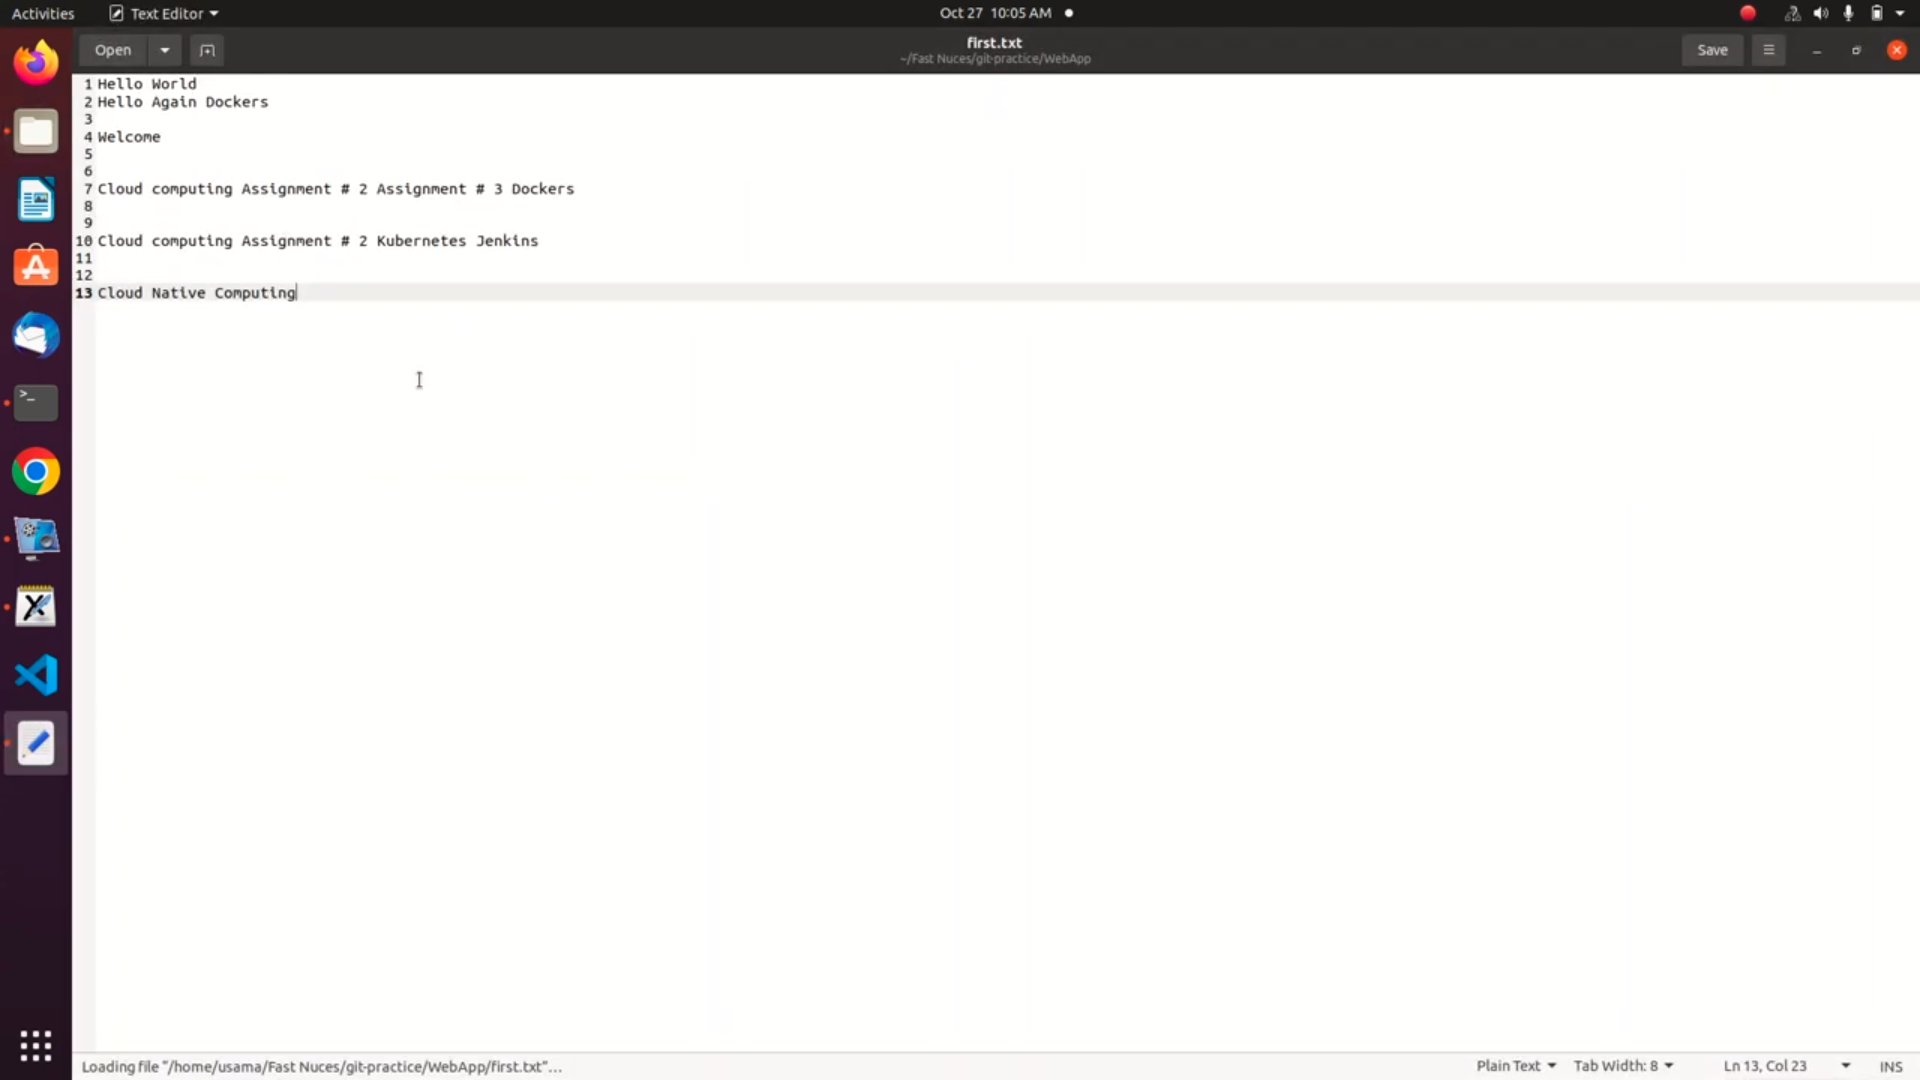 Activities Text Editor Oct 27 10:05 AM
Open first.txt Save
~/Fast Nuces/git-practice/WebApp
1 Hello World
2 Hello Again Dockers
3
4 Welcome
5
6
7 Cloud computing Assignment # 2 Assignment # 3 Dockers
8
9
10 Cloud computing Assignment # 2 Kubernetes Jenkins
11
12
13 Cloud Native Computing
Loading file "/home/usama/Fast Nuces/git-practice/WebApp/first.txt"... Plain Text Tab Width: 8 Ln 13, Col 23 INS